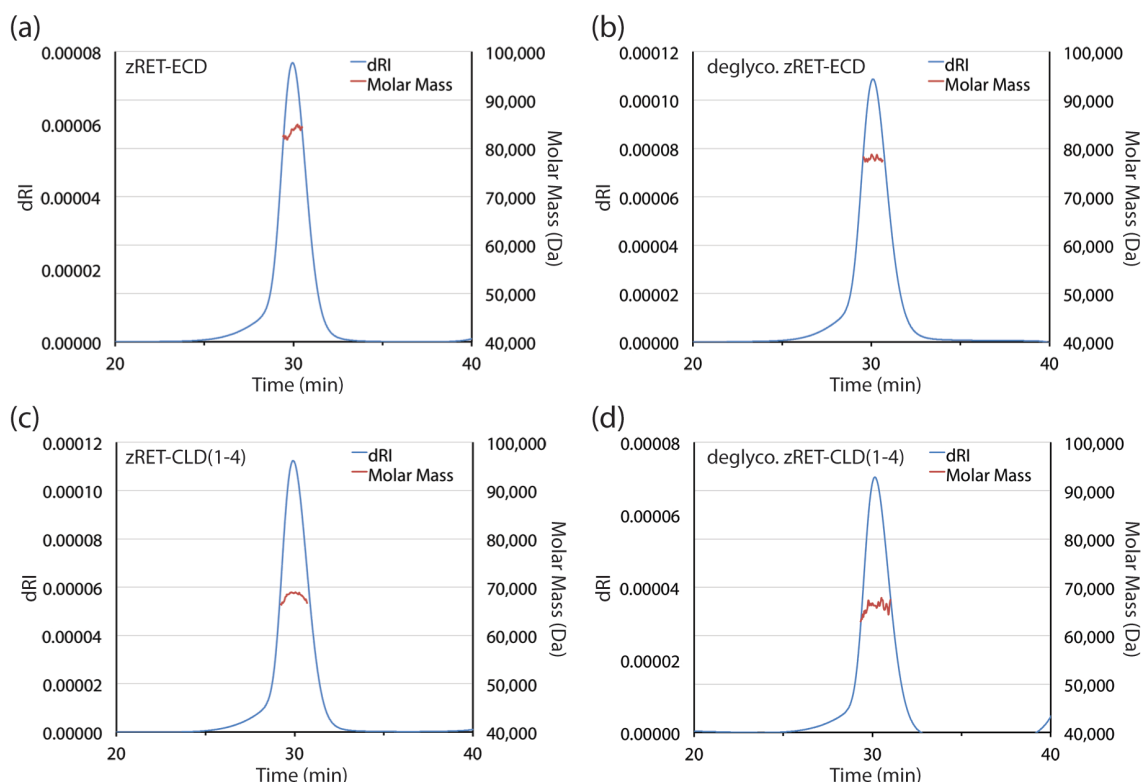 (a)
zRET-ECD
dRI
Molar Mass
0.00008
0.00006
0.00004
0.00002
0.00000
dRI
100,000
90,000
80,000
70,000
60,000
50,000
40,000
Molar Mass (Da)
20
30
40
Time (min)
(b)
deglyco. zRET-ECD
dRI
Molar Mass
0.00012
0.00010
0.00008
0.00006
0.00004
0.00002
0.00000
dRI
100,000
90,000
80,000
70,000
60,000
50,000
40,000
Molar Mass (Da)
20
30
40
Time (min)
(c)
zRET-CLD(1-4)
dRI
Molar Mass
0.00012
0.00010
0.00008
0.00006
0.00004
0.00002
0.00000
dRI
100,000
90,000
80,000
70,000
60,000
50,000
40,000
Molar Mass (Da)
20
30
40
Time (min)
(d)
deglyco. zRET-CLD(1-4)
dRI
Molar Mass
0.00008
0.00006
0.00004
0.00002
0.00000
dRI
100,000
90,000
80,000
70,000
60,000
50,000
40,000
Molar Mass (Da)
20
30
40
Time (min)